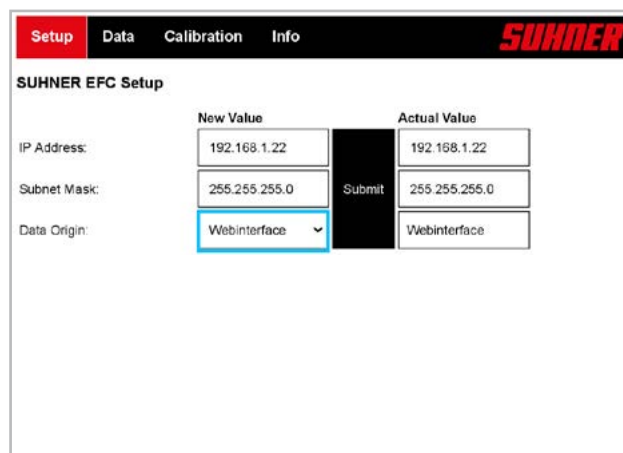 Setup Data Calibration Info SUHNER
SUHNER EFC Setup
New Value Actual Value
IP Address: 192.168.1.22 192.168.1.22
Subnet Mask: 255.255.255.0 Submit 255.255.255.0
Data Origin: Webinterface Webinterface